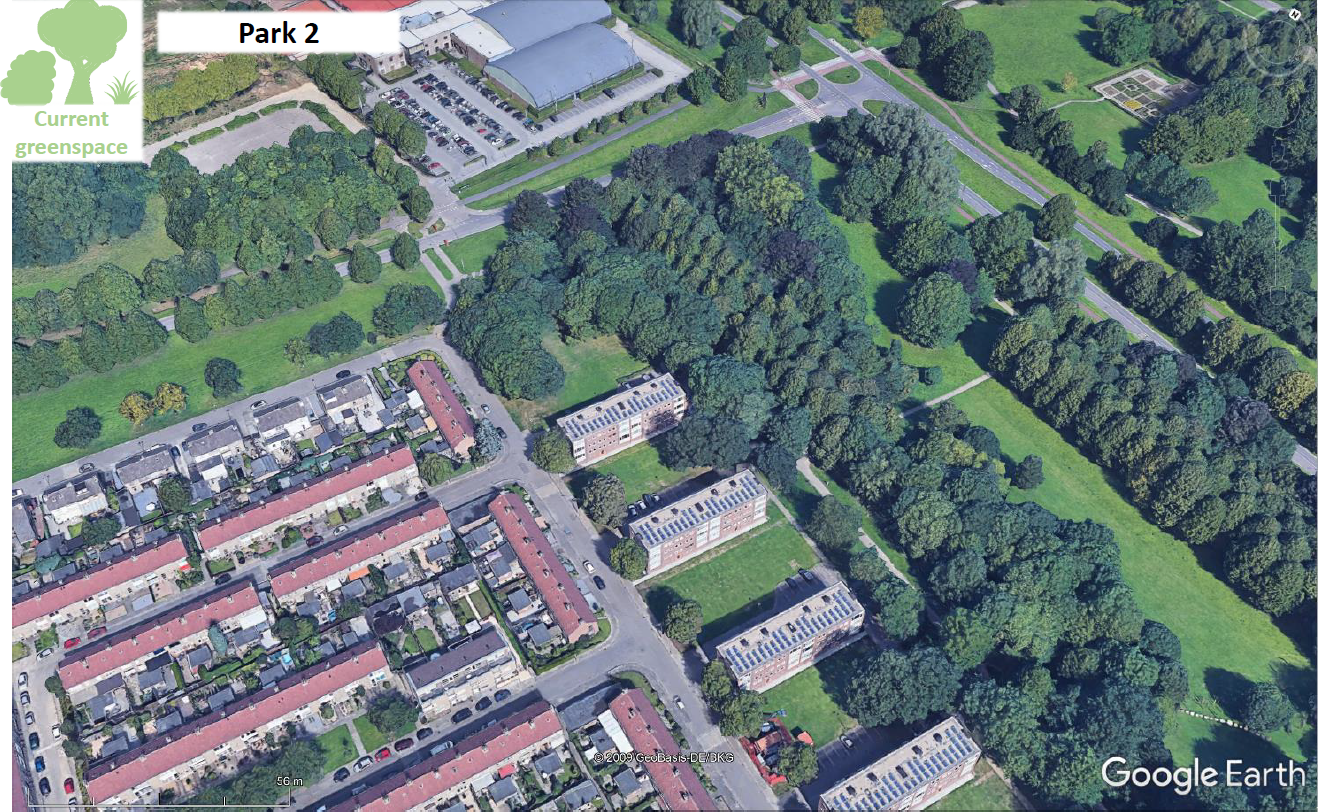 Park 2
Current
greenspace
N
56 m
© 2009 GeoBasis-DE/BKG
Google Earth